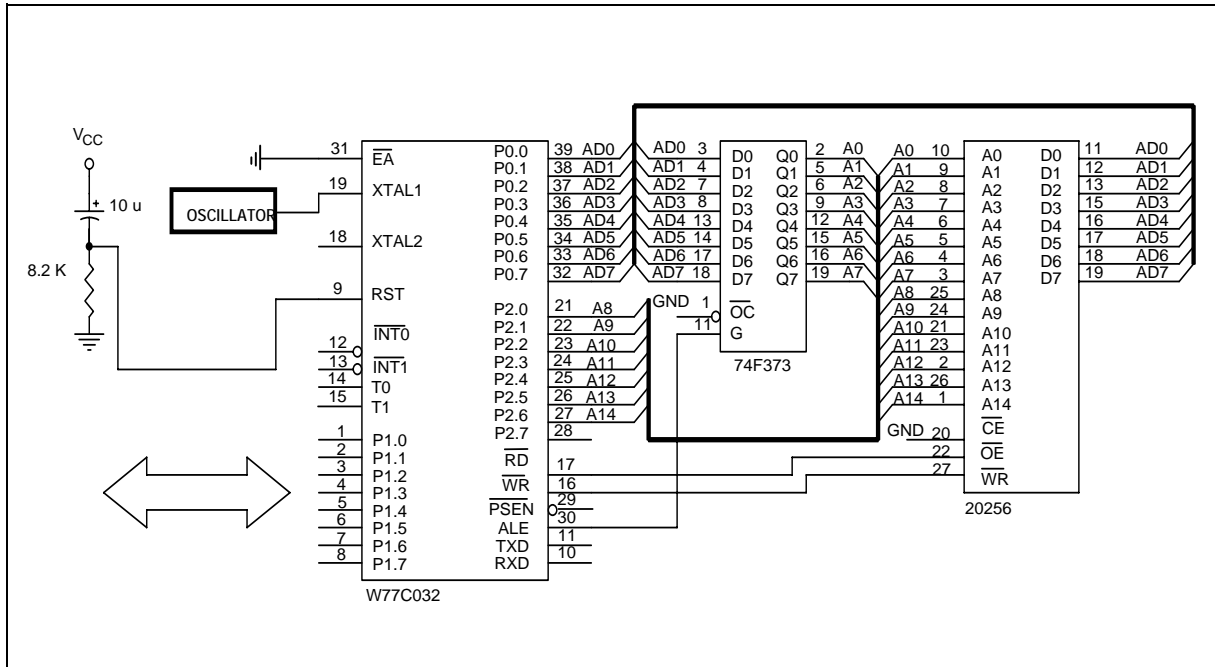 V_CC
10 u
8.2 K
OSCILLATOR
31 EA
19 XTAL1
18 XTAL2
9 RST
12 INT0
13 INT1
14 T0
15 T1
1 P1.0
2 P1.1
3 P1.2
4 P1.3
5 P1.4
6 P1.5
7 P1.6
8 P1.7
P0.0 39 AD0
P0.1 38 AD1
P0.2 37 AD2
P0.3 36 AD3
P0.4 35 AD4
P0.5 34 AD5
P0.6 33 AD6
P0.7 32 AD7
P2.0 21 A8
P2.1 22 A9
P2.2 23 A10
P2.3 24 A11
P2.4 25 A12
P2.5 26 A13
P2.6 27 A14
P2.7 28
RD 17
WR 16
PSEN 29
ALE 30
TXD 11
RXD 10
W77C032
AD0 3 D0 Q0 2 A0
AD1 4 D1 Q1 5 A1
AD2 7 D2 Q2 6 A2
AD3 8 D3 Q3 9 A3
AD4 13 D4 Q4 12 A4
AD5 14 D5 Q5 15 A5
AD6 17 D6 Q6 16 A6
AD7 18 D7 Q7 19 A7
GND 1 OC
11 G
74F373
A0 10 A0 D0 11 AD0
A1 9 A1 D1 12 AD1
A2 8 A2 D2 13 AD2
A3 7 A3 D3 15 AD3
A4 6 A4 D4 16 AD4
A5 5 A5 D5 17 AD5
A6 4 A6 D6 18 AD6
A7 3 A7 D7 19 AD7
A8 25 A8
A9 24 A9
A10 21 A10
A11 23 A11
A12 2 A12
A13 26 A13
A14 1 A14
GND 20 CE
22 OE
27 WR
20256